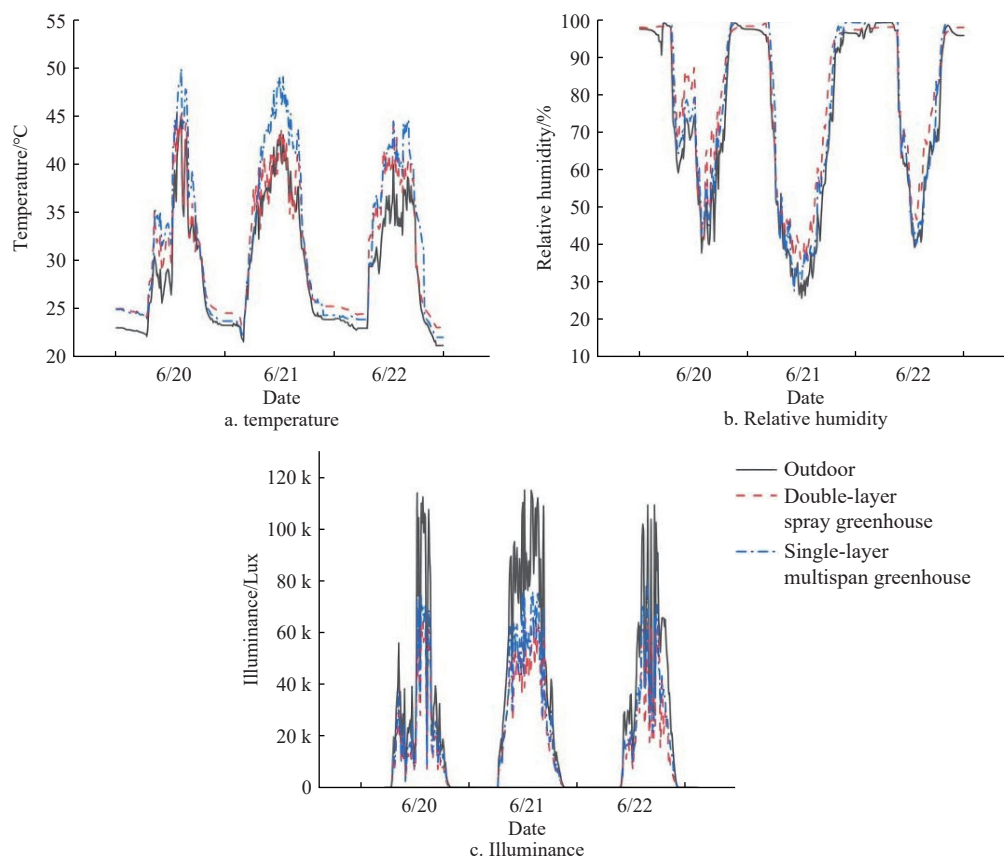 55
50
45
40
35
30
25
20
Temperature/°C
6/20
6/21
6/22
Date
a. temperature
100
90
80
70
60
50
40
30
20
10
Relative humidity/%
6/20
6/21
6/22
Date
b. Relative humidity
120 k
100 k
80 k
60 k
40 k
20 k
0
Illuminance/Lux
6/20
6/21
6/22
Date
c. Illuminance
Outdoor
Double-layer
spray greenhouse
Single-layer
multispan greenhouse